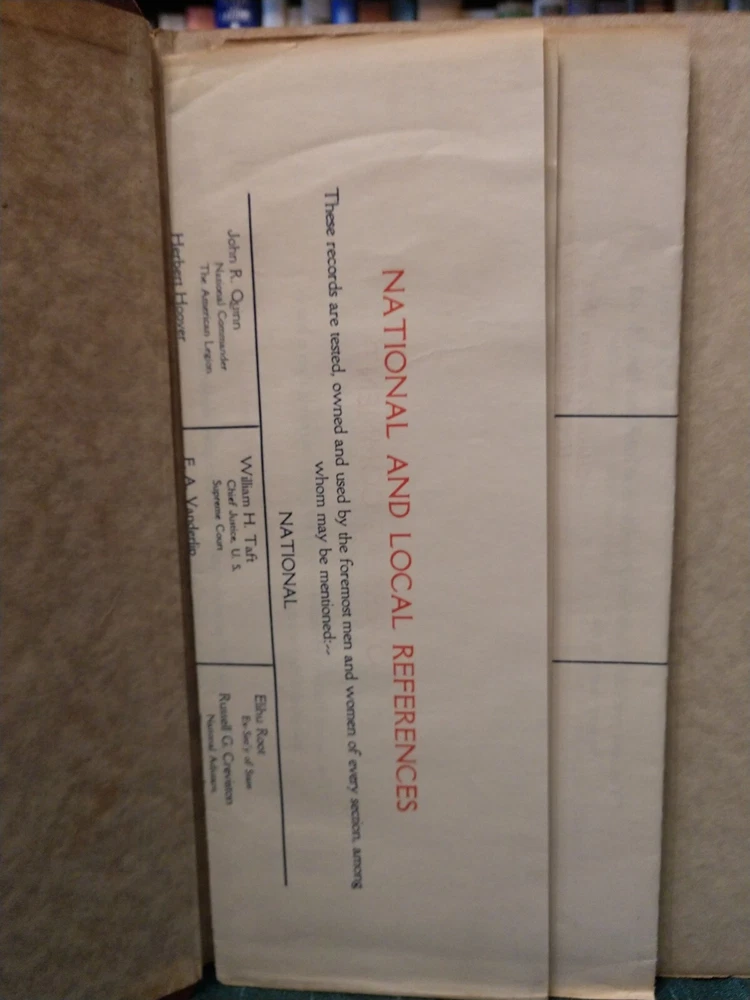 NATIONAL AND LOCAL REFERENCES
These records are tested, owned and used by the foremost men and women of every section, among
whom may be mentioned:~
NATIONAL
John R. Quinn
National Commander
The American Legion
Herbert Hoover
William H. Taft
Chief Justice, U. S.
Supreme Court
F. A. Vanderlip
Elihu Root
Ex-Sec'y of State
Russell G. Creviston
National Adjutant